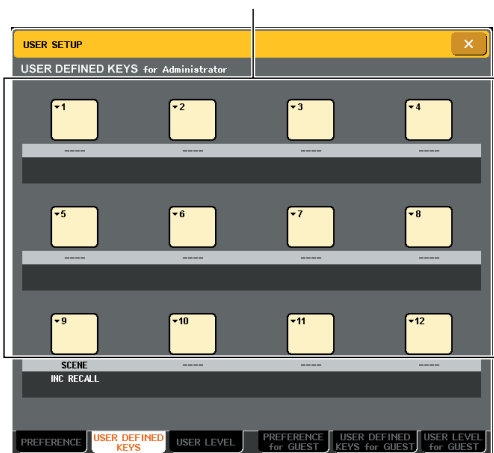 USER SETUP
USER DEFINED KEYS for Administrator
1 2 3 4
---- ---- ---- ----
5 6 7 8
---- ---- ---- ----
9 10 11 12
SCENE ---- ---- ----
INC RECALL
PREFERENCE
USER DEFINED
KEYS
USER LEVEL
PREFERENCE
for GUEST
USER DEFINED
KEYS for GUEST
USER LEVEL
for GUEST